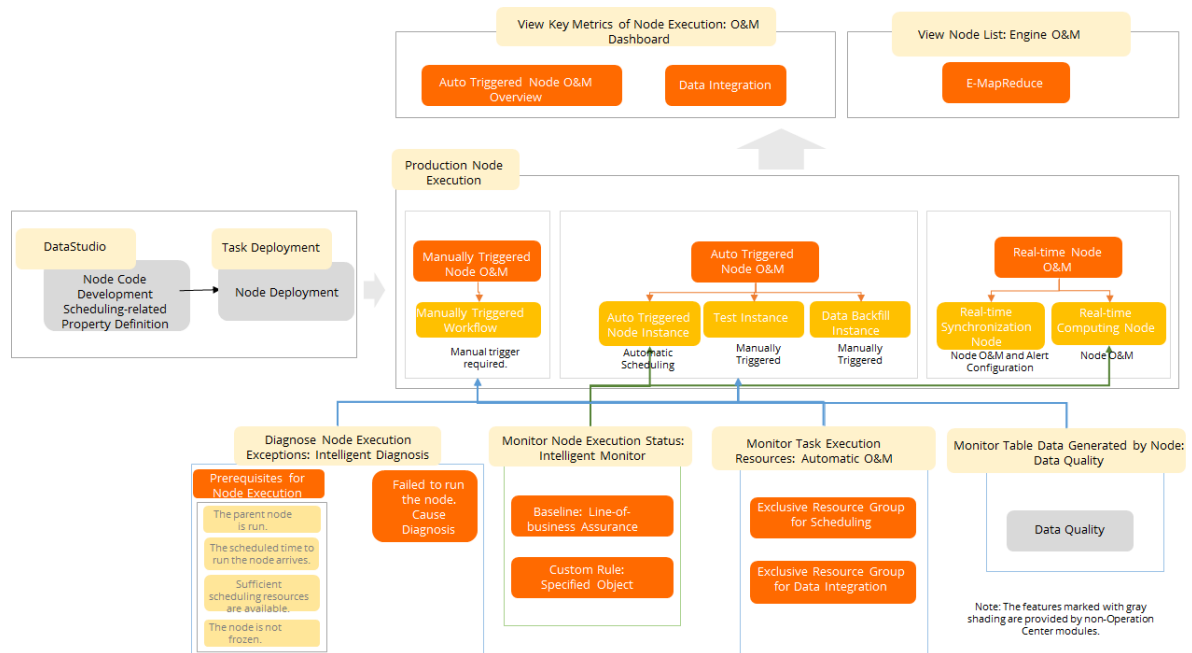 View Key Metrics of Node Execution: O&M
Dashboard
View Node List: Engine O&M
Auto Triggered Node O&M
Overview
Data Integration
E-MapReduce
Production Node
Execution
DataStudio
Node Code
Development
Scheduling-related
Property Definition
Task Deployment
Node Deployment
Manually Triggered
Node O&M
Manually Triggered
Workflow
Manual trigger
required.
Auto Triggered
Node O&M
Auto Triggered
Node Instance
Automatic
Scheduling
Test Instance
Manually
Triggered
Data Backfill
Instance
Manually
Triggered
Real-time Node
O&M
Real-time
Synchronization
Node
Node O&M and Alert
Configuration
Real-time
Computing Node
Node O&M
Diagnose Node Execution
Exceptions: Intelligent Diagnosis
Prerequisites for
Node Execution
The parent node
is run.
The scheduled time to
run the node arrives.
Sufficient
scheduling resources
are available.
The node is not
frozen.
Failed to run
the node.
Cause
Diagnosis
Monitor Node Execution Status:
Intelligent Monitor
Baseline: Line-of-
business Assurance
Custom Rule:
Specified Object
Monitor Task Execution
Resources: Automatic O&M
Exclusive Resource Group
for Scheduling
Exclusive Resource Group
for Data Integration
Monitor Table Data Generated by Node:
Data Quality
Data Quality
Note: The features marked with gray
shading are provided by non-Operation
Center modules.